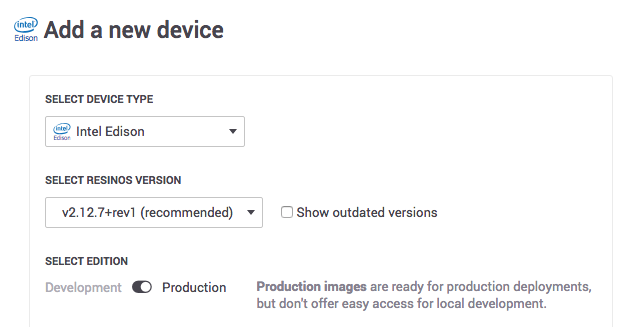 intel
Edison
Add a new device
SELECT DEVICE TYPE
intel
Edison
Intel Edison
SELECT RESINOS VERSION
v2.12.7+rev1 (recommended)
Show outdated versions
SELECT EDITION
Development
Production
Production images are ready for production deployments,
but don't offer easy access for local development.